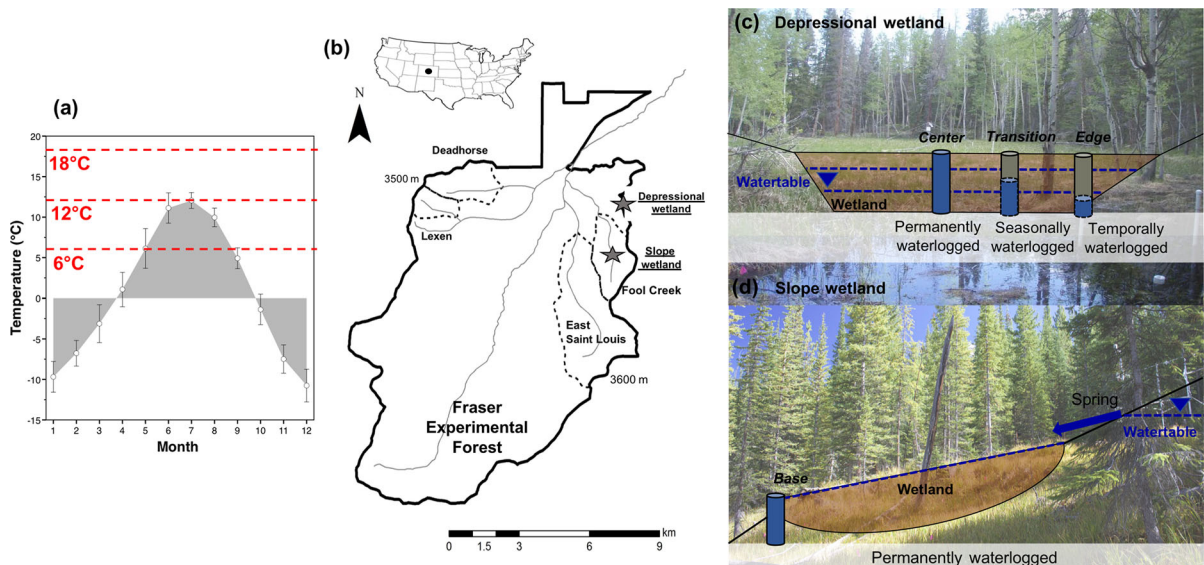 (a)
Temperature (°C)
20
15
10
5
0
-5
-10
-15
18°C
12°C
6°C
1 2 3 4 5 6 7 8 9 10 11 12
Month
(b)
N
Deadhorse
3500 m
Lexen
Depressional
wetland
Slope
wetland
Fool Creek
East
Saint Louis
3600 m
Fraser
Experimental
Forest
km
0 1.5 3 6 9
(c) Depressional wetland
Center Transition Edge
Watertable
Wetland
Permanently
waterlogged
Seasonally
waterlogged
Temporally
waterlogged
(d) Slope wetland
Spring
Watertable
Base
Wetland
Permanently waterlogged